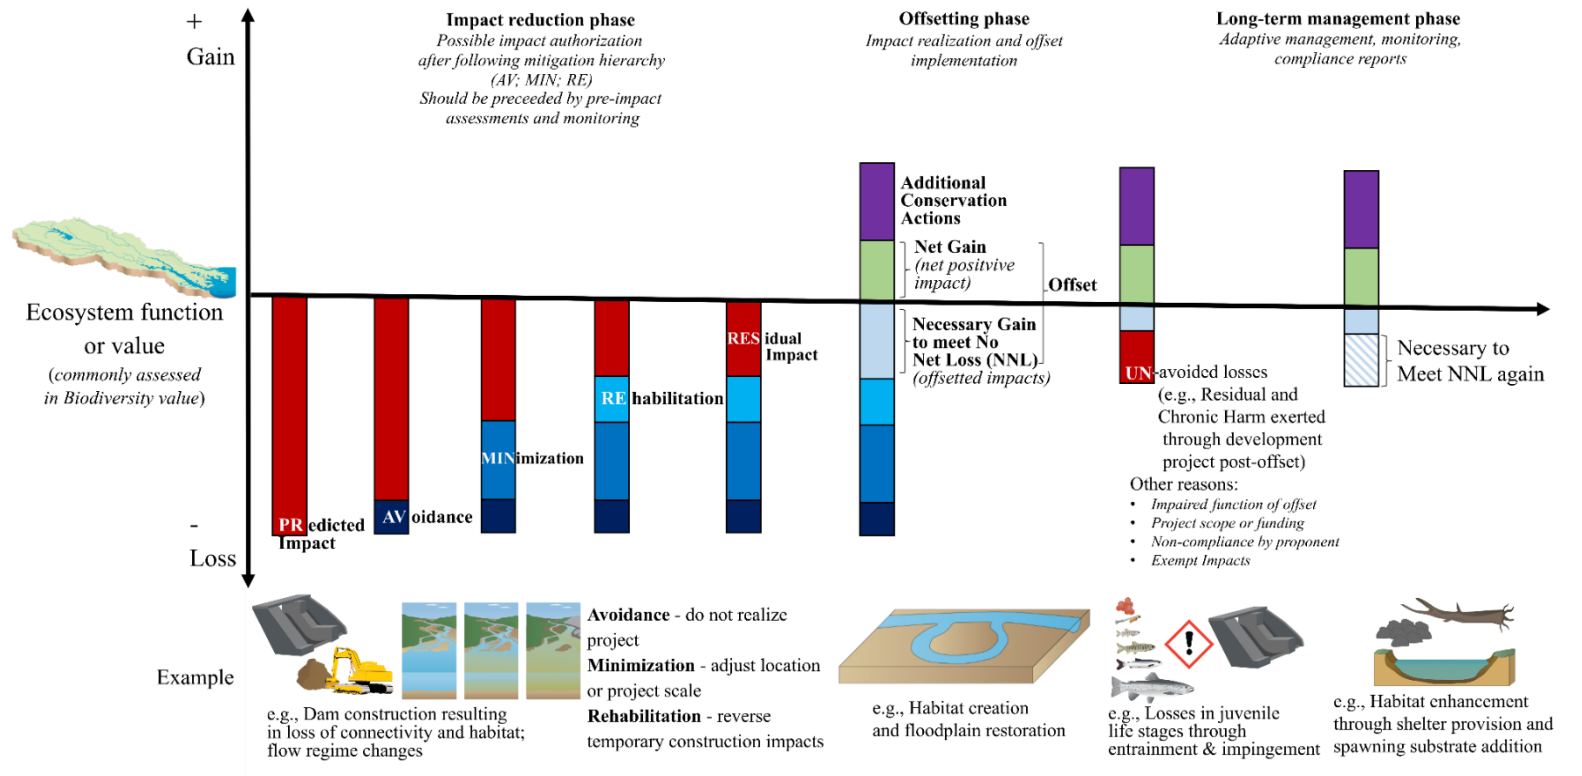 +
Gain
Impact reduction phase
Possible impact authorization
after following mitigation hierarchy
(AV; MIN; RE)
Should be preceeded by pre-impact
assessments and monitoring
Offsetting phase
Impact realization and offset
implementation
Long-term management phase
Adaptive management, monitoring,
compliance reports
Ecosystem function
or value
(commonly assessed
in Biodiversity value)
-
Loss
PRedicted
Impact
AVoidance
MINimization
REhabilitation
RESidual
Impact
Additional
Conservation
Actions
Net Gain
(net positvive
impact)
Offset
Necessary Gain
to meet No
Net Loss (NNL)
(offsetted impacts)
UN-avoided losses
(e.g., Residual and
Chronic Harm exerted
through development
project post-offset)
Other reasons:
• Impaired function of offset
• Project scope or funding
• Non-compliance by proponent
• Exempt Impacts
Necessary to
Meet NNL again
Example
e.g., Dam construction resulting
in loss of connectivity and habitat;
flow regime changes
Avoidance - do not realize
project
Minimization - adjust location
or project scale
Rehabilitation - reverse
temporary construction impacts
e.g., Habitat creation
and floodplain restoration
!
e.g., Losses in juvenile
life stages through
entrainment & impingement
e.g., Habitat enhancement
through shelter provision and
spawning substrate addition